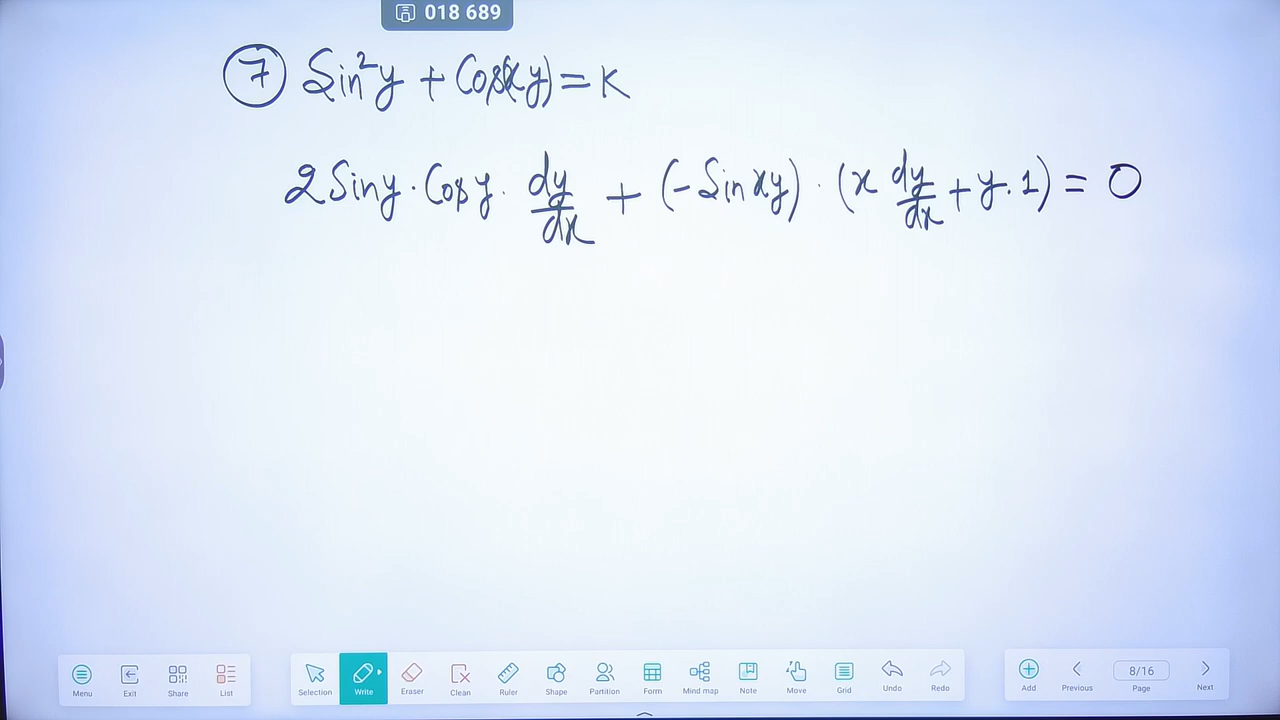 018 689
⑦ Sin²y + Cos(xy) = K
2 Siny · Cosy · dy/dx + (-Sin xy) · (x dy/dx + y . 1) = 0
Menu Exit Share List Selection Write Eraser Clean Ruler Shape Partition Form Mind map Note Move Grid Undo Redo Add Previous 8/16 Page Next